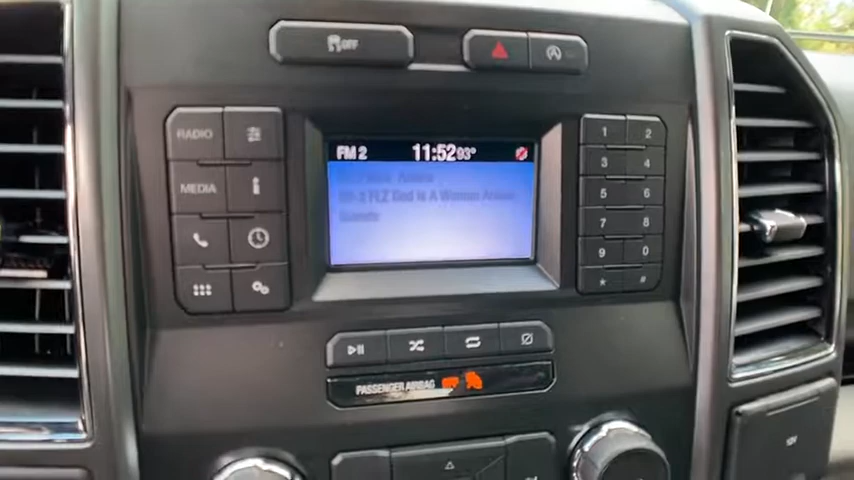 OFF
RADIO
MEDIA
FM 2 11:52 93°
FLZ God Is A Woman
1 2
3 4
5 6
7 8
9 0
* #
PASSENGER AIRBAG